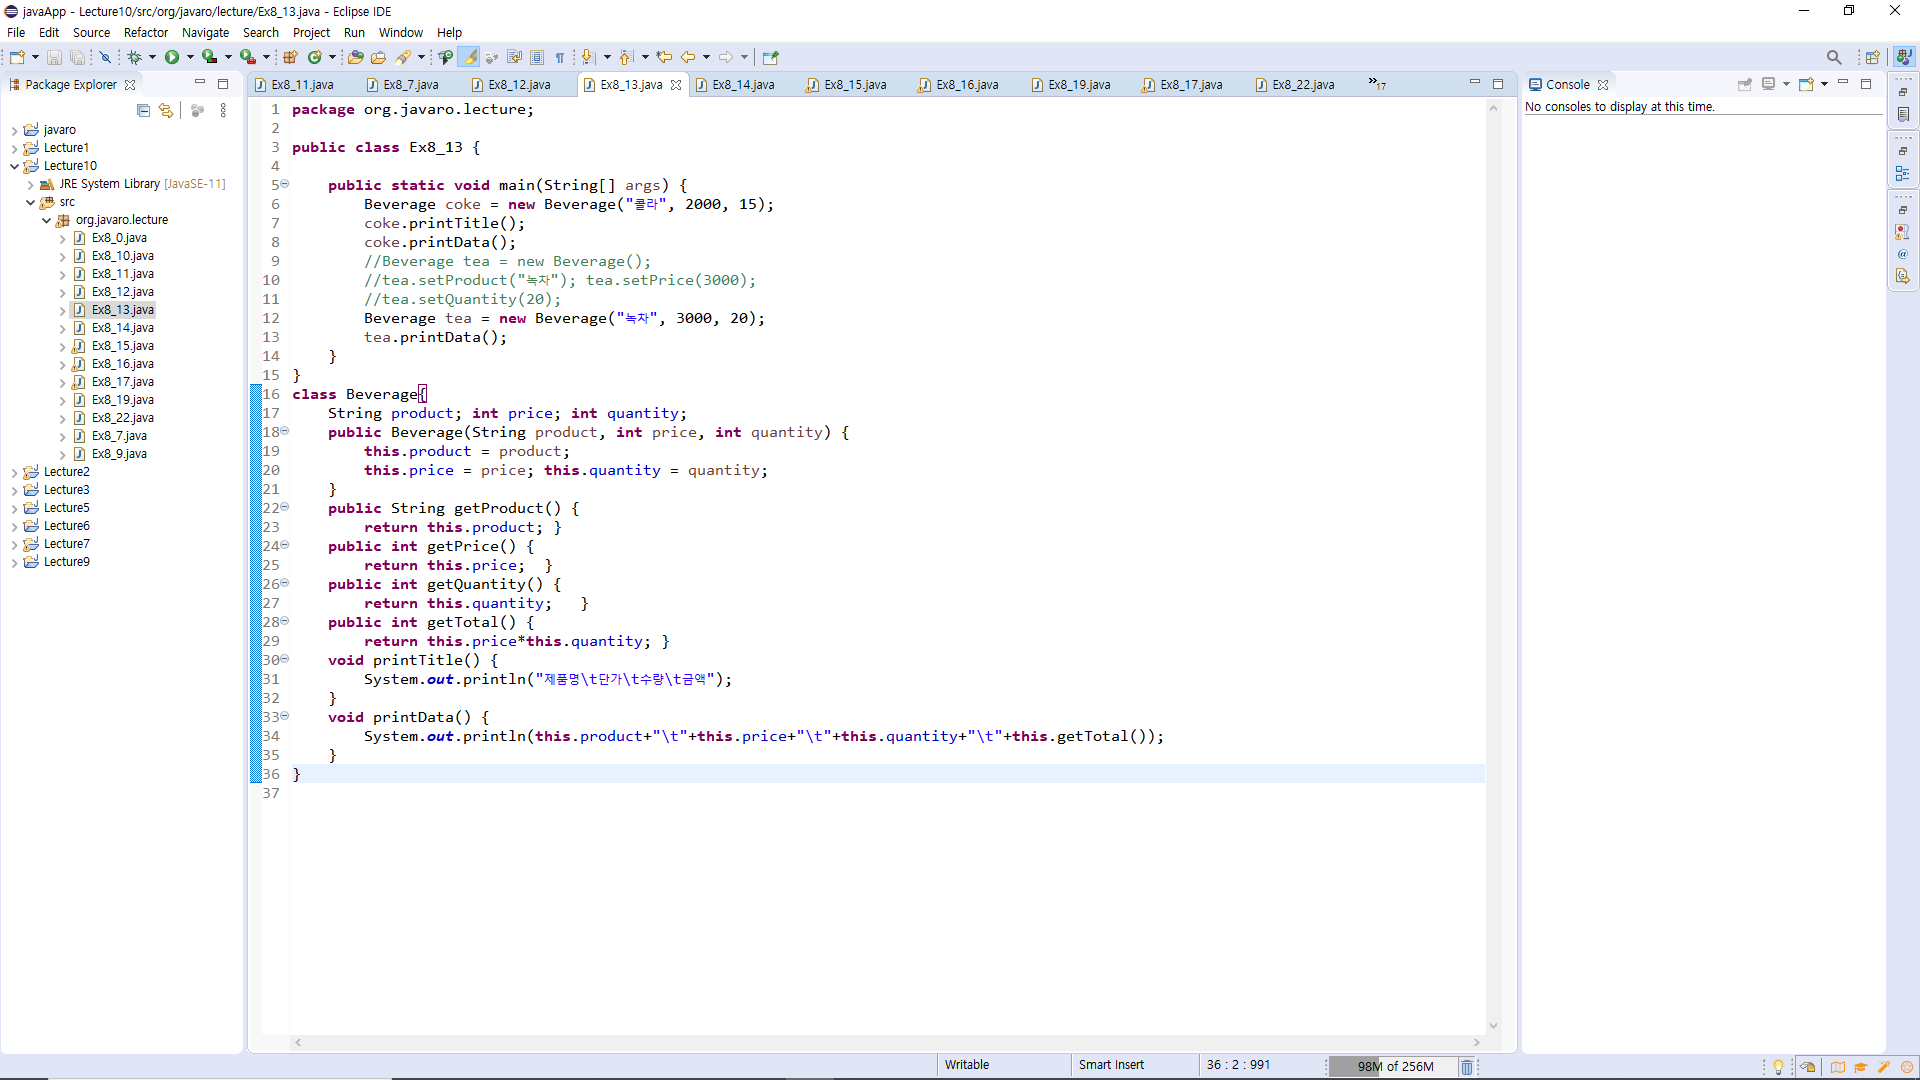 javaApp - Lecture10/src/org/javaro/lecture/Ex8_13.java - Eclipse IDE
File Edit Source Refactor Navigate Search Project Run Window Help
Package Explorer
Ex8_11.java Ex8_7.java Ex8_12.java Ex8_13.java Ex8_14.java Ex8_15.java Ex8_16.java Ex8_19.java Ex8_17.java Ex8_22.java »17
Console
No consoles to display at this time.
javaro
Lecture1
Lecture10
JRE System Library [JavaSE-11]
src
org.javaro.lecture
Ex8_0.java
Ex8_10.java
Ex8_11.java
Ex8_12.java
Ex8_13.java
Ex8_14.java
Ex8_15.java
Ex8_16.java
Ex8_17.java
Ex8_19.java
Ex8_22.java
Ex8_7.java
Ex8_9.java
Lecture2
Lecture3
Lecture5
Lecture6
Lecture7
Lecture9
1 package org.javaro.lecture;
2
3 public class Ex8_13 {
4
5     public static void main(String[] args) {
6         Beverage coke = new Beverage("콜라", 2000, 15);
7         coke.printTitle();
8         coke.printData();
9         //Beverage tea = new Beverage();
10         //tea.setProduct("녹차"); tea.setPrice(3000);
11         //tea.setQuantity(20);
12         Beverage tea = new Beverage("녹차", 3000, 20);
13         tea.printData();
14     }
15 }
16 class Beverage{
17     String product; int price; int quantity;
18     public Beverage(String product, int price, int quantity) {
19         this.product = product;
20         this.price = price; this.quantity = quantity;
21     }
22     public String getProduct() {
23         return this.product; }
24     public int getPrice() {
25         return this.price;  }
26     public int getQuantity() {
27         return this.quantity;   }
28     public int getTotal() {
29         return this.price*this.quantity; }
30     void printTitle() {
31         System.out.println("제품명\t단가\t수량\t금액");
32     }
33     void printData() {
34         System.out.println(this.product+"\t"+this.price+"\t"+this.quantity+"\t"+this.getTotal());
35     }
36 }
37
Writable Smart Insert 36 : 2 : 991 98M of 256M